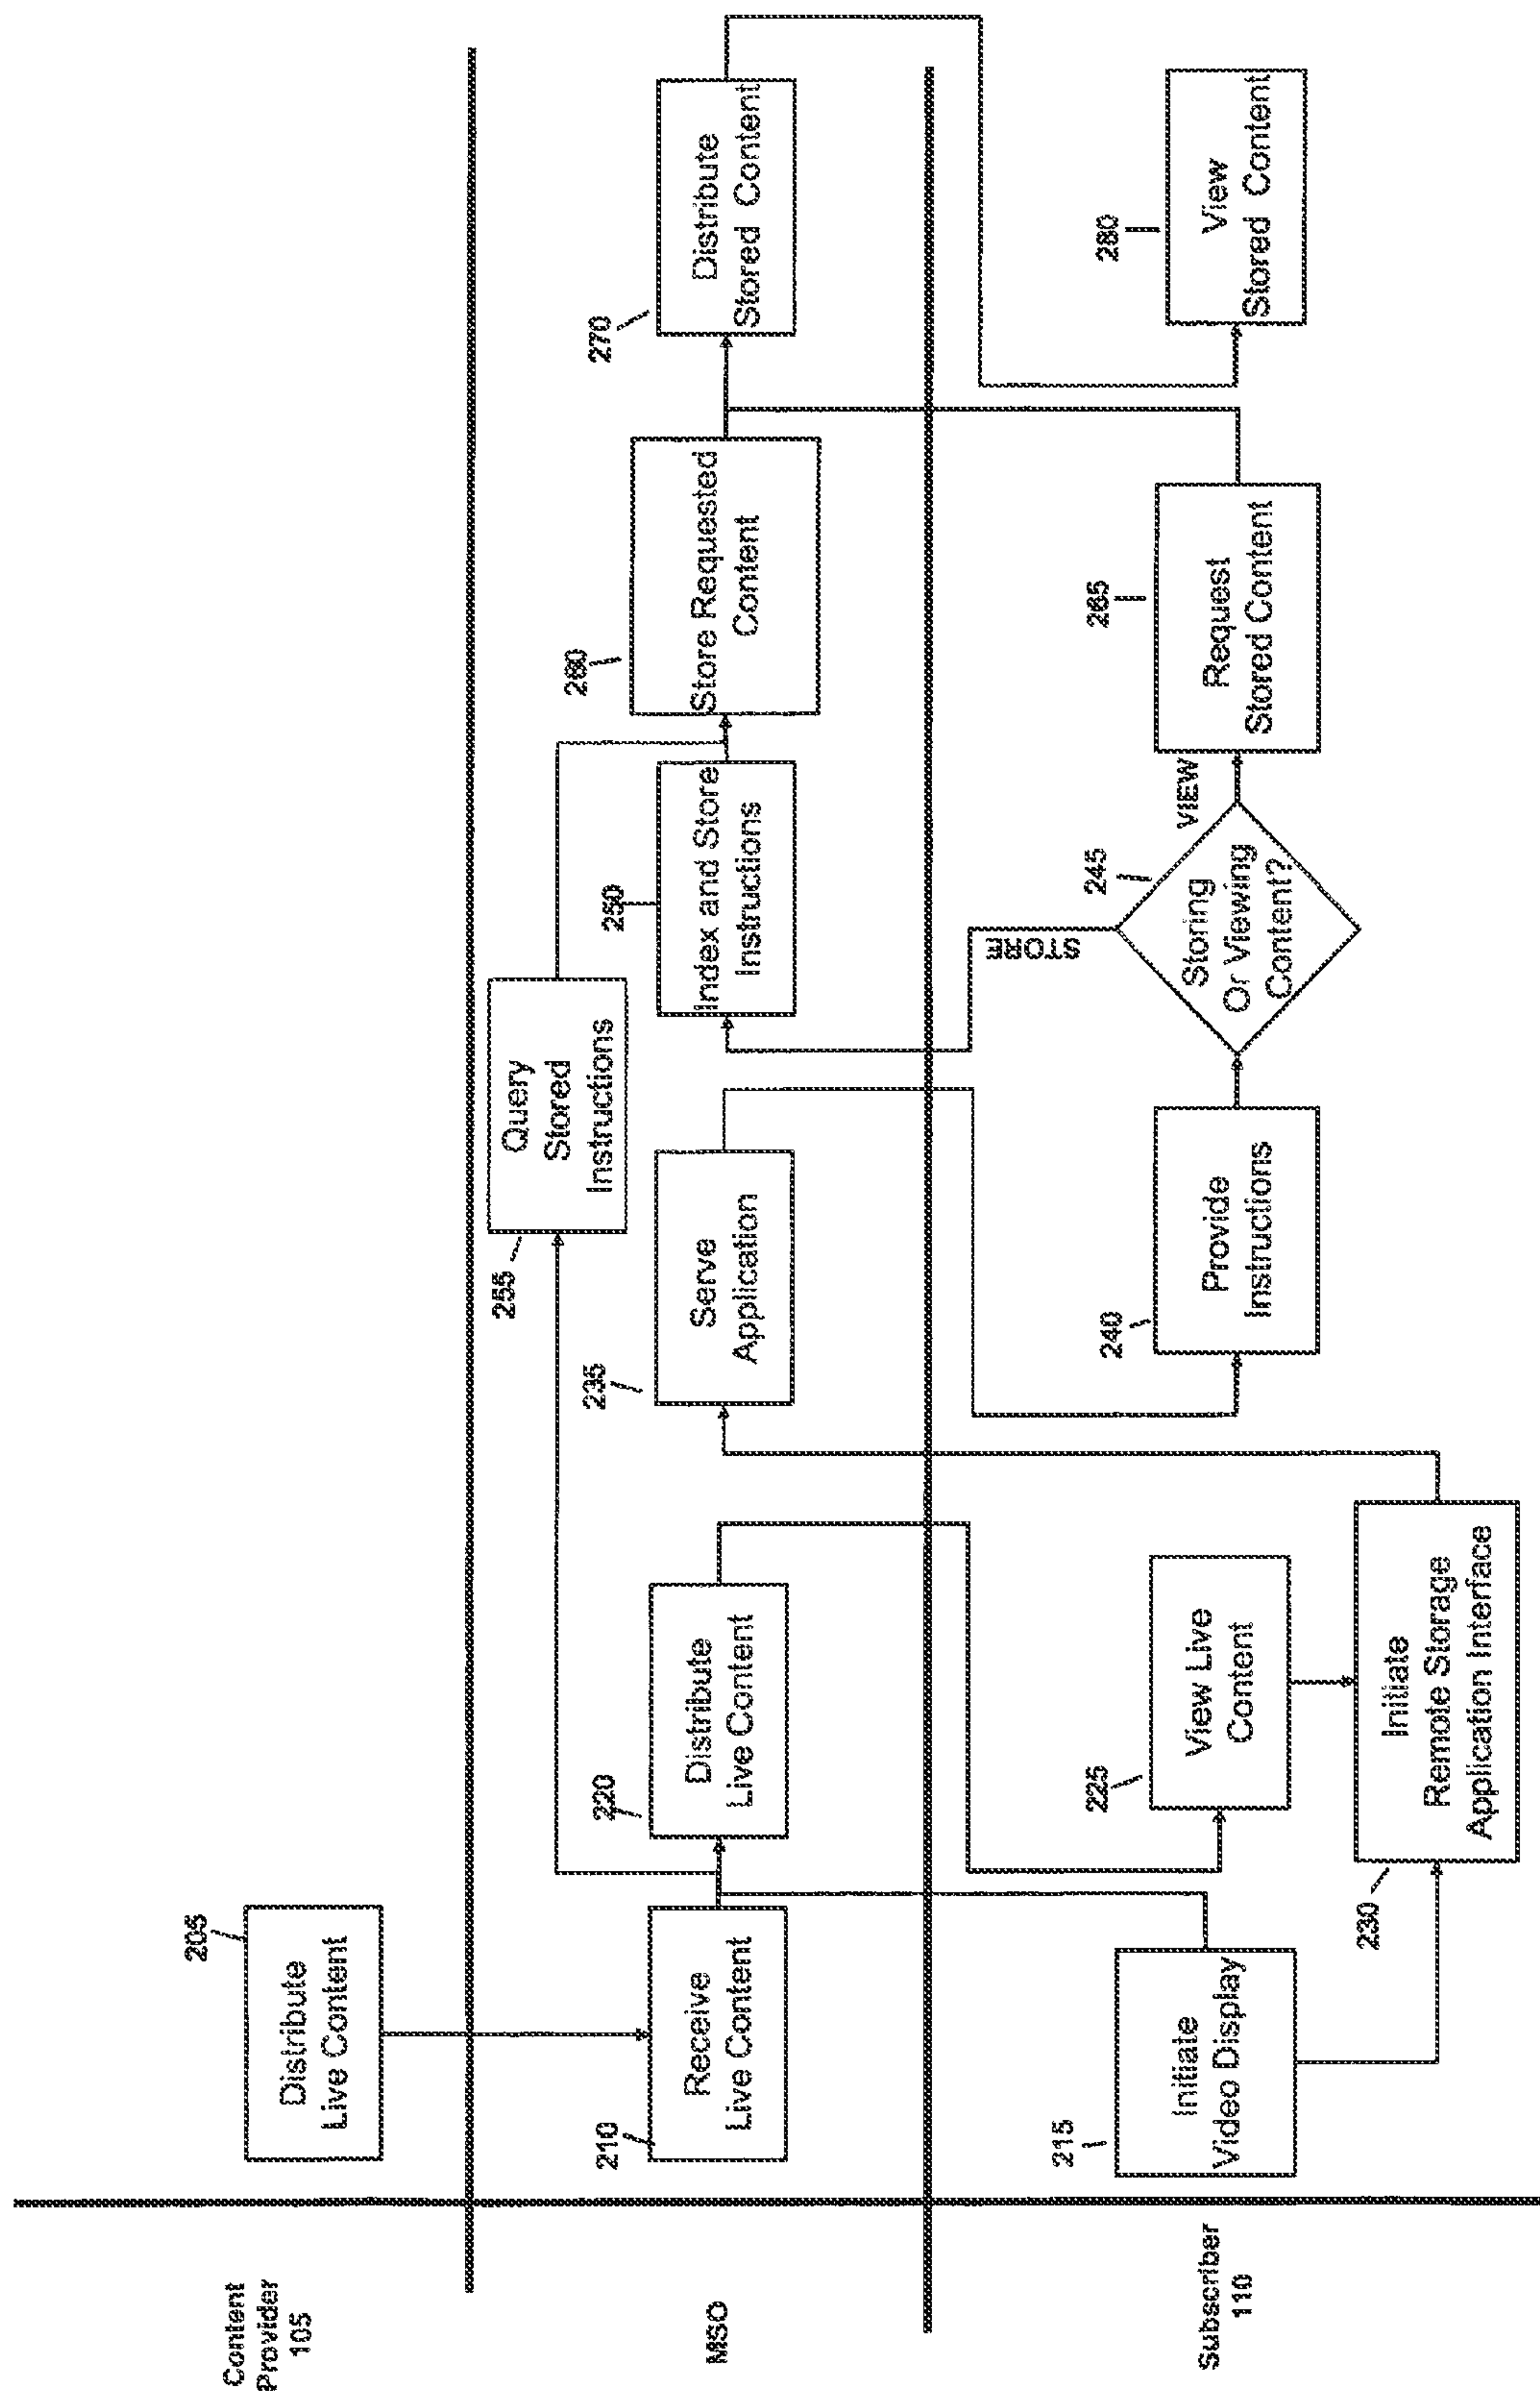 Content
Provider
105
205
Distribute
Live Content
MSO
210
Receive
Live Content
220
Distribute
Live Content
255
Query
Stored
Instructions
235
Serve
Application
250
Index and Store
Instructions
260
Store Requested
Content
270
Distribute
Stored Content
Subscriber
110
215
Initiate
Video Display
225
View Live
Content
230
Initiate
Remote Storage
Application Interface
240
Provide
Instructions
245
Storing
Or Viewing
Content?
STORE
VIEW
265
Request
Stored Content
280
View
Stored Content